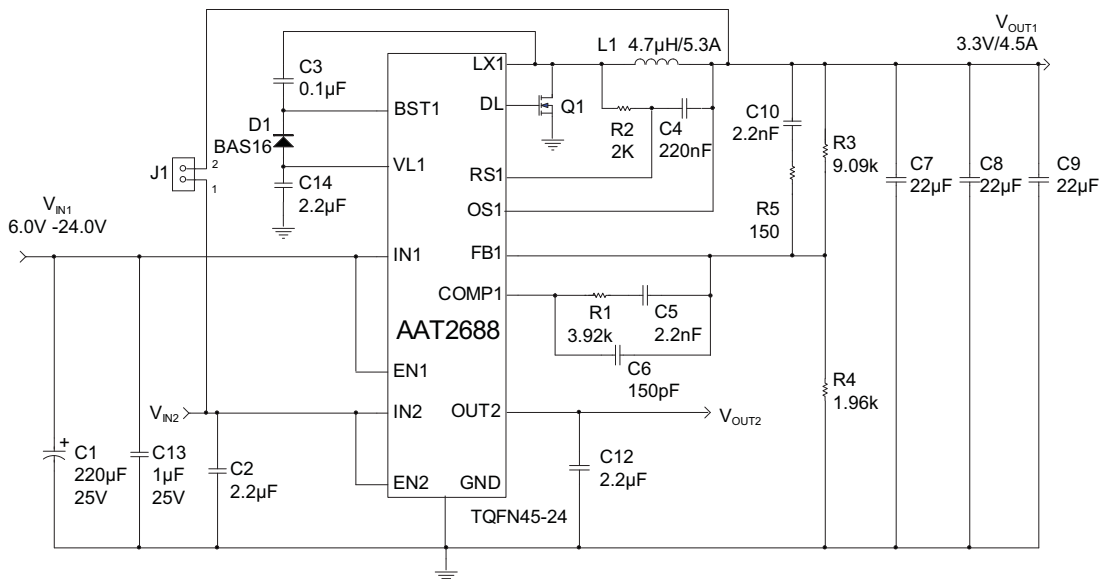 V_OUT1
3.3V/4.5A
L1 4.7µH/5.3A
C3
0.1µF
LX1
DL
Q1
BST1
D1
BAS16
R2
2K
C4
220nF
C10
2.2nF
R3
9.09k
J1
2
1
VL1
C14
2.2µF
RS1
C7
22µF
C8
22µF
C9
22µF
V_IN1
6.0V -24.0V
OS1
R5
150
IN1
FB1
COMP1
AAT2688
R1
3.92k
C5
2.2nF
C6
150pF
EN1
R4
1.96k
V_IN2
IN2
OUT2
V_OUT2
+
C1
220µF
25V
C13
1µF
25V
C2
2.2µF
C12
2.2µF
EN2
GND
TQFN45-24